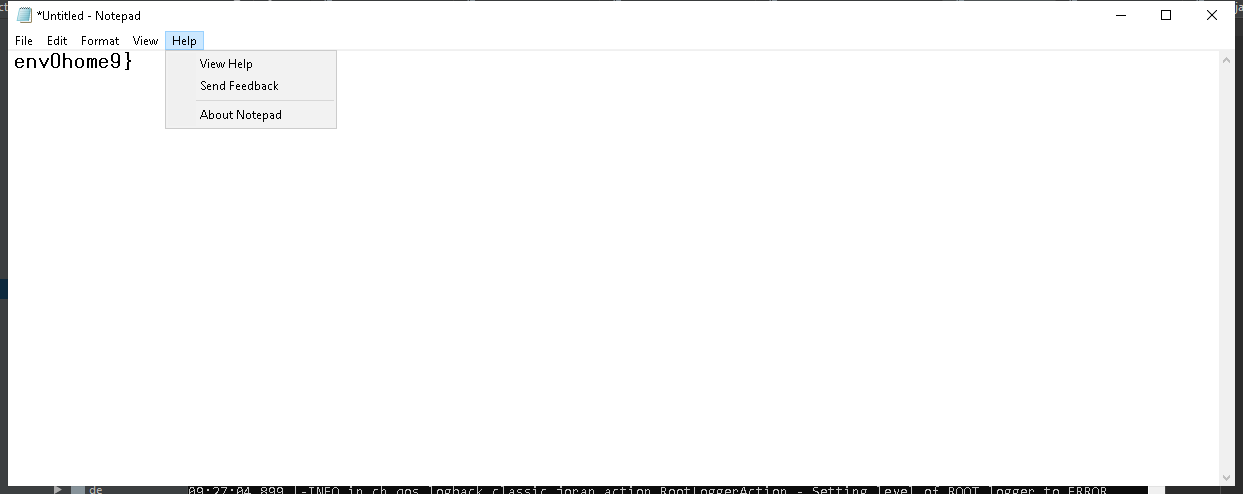 *Untitled - Notepad
File Edit Format View Help
env0home9}
View Help
Send Feedback
About Notepad
de
09:27:04,899 |-INFO in ch.qos.logback.classic.joran.action.RootLoggerAction - Setting level of ROOT logger to ERROR